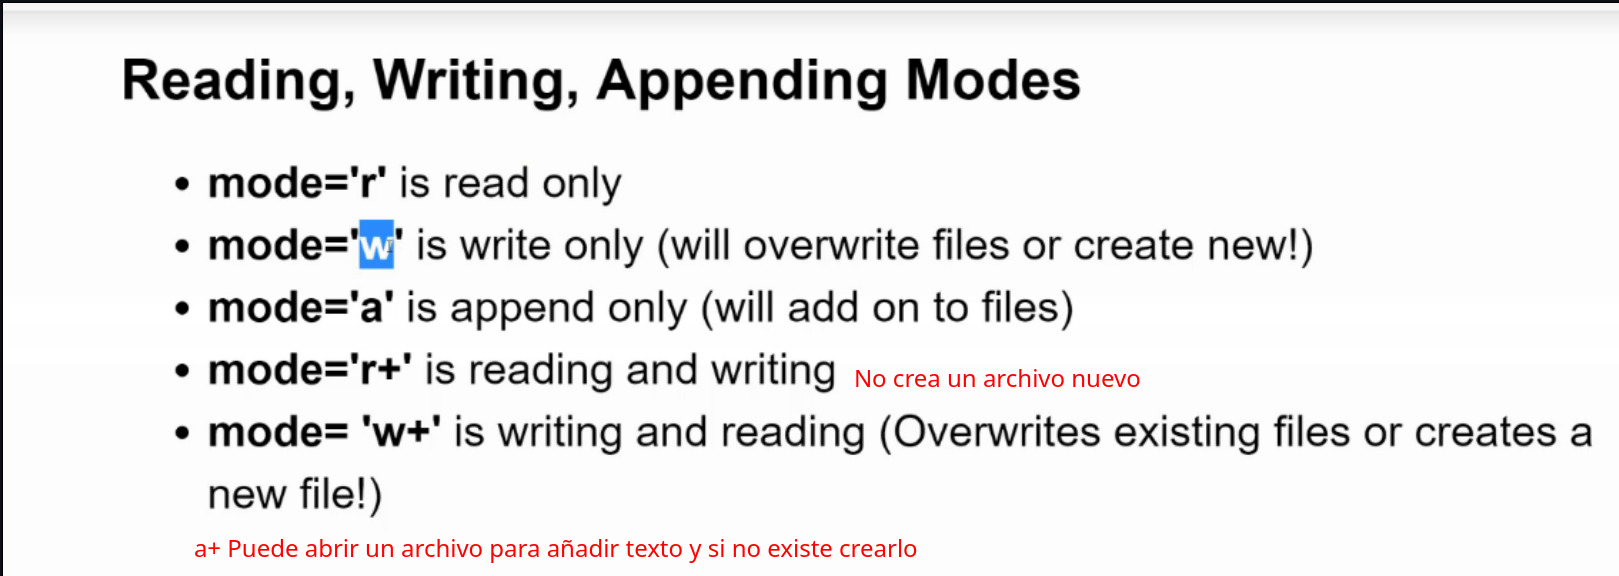 Reading, Writing, Appending Modes
• mode='r' is read only
• mode='w' is write only (will overwrite files or create new!)
• mode='a' is append only (will add on to files)
• mode='r+' is reading and writing No crea un archivo nuevo
• mode= 'w+' is writing and reading (Overwrites existing files or creates a
new file!)
a+ Puede abrir un archivo para añadir texto y si no existe crearlo